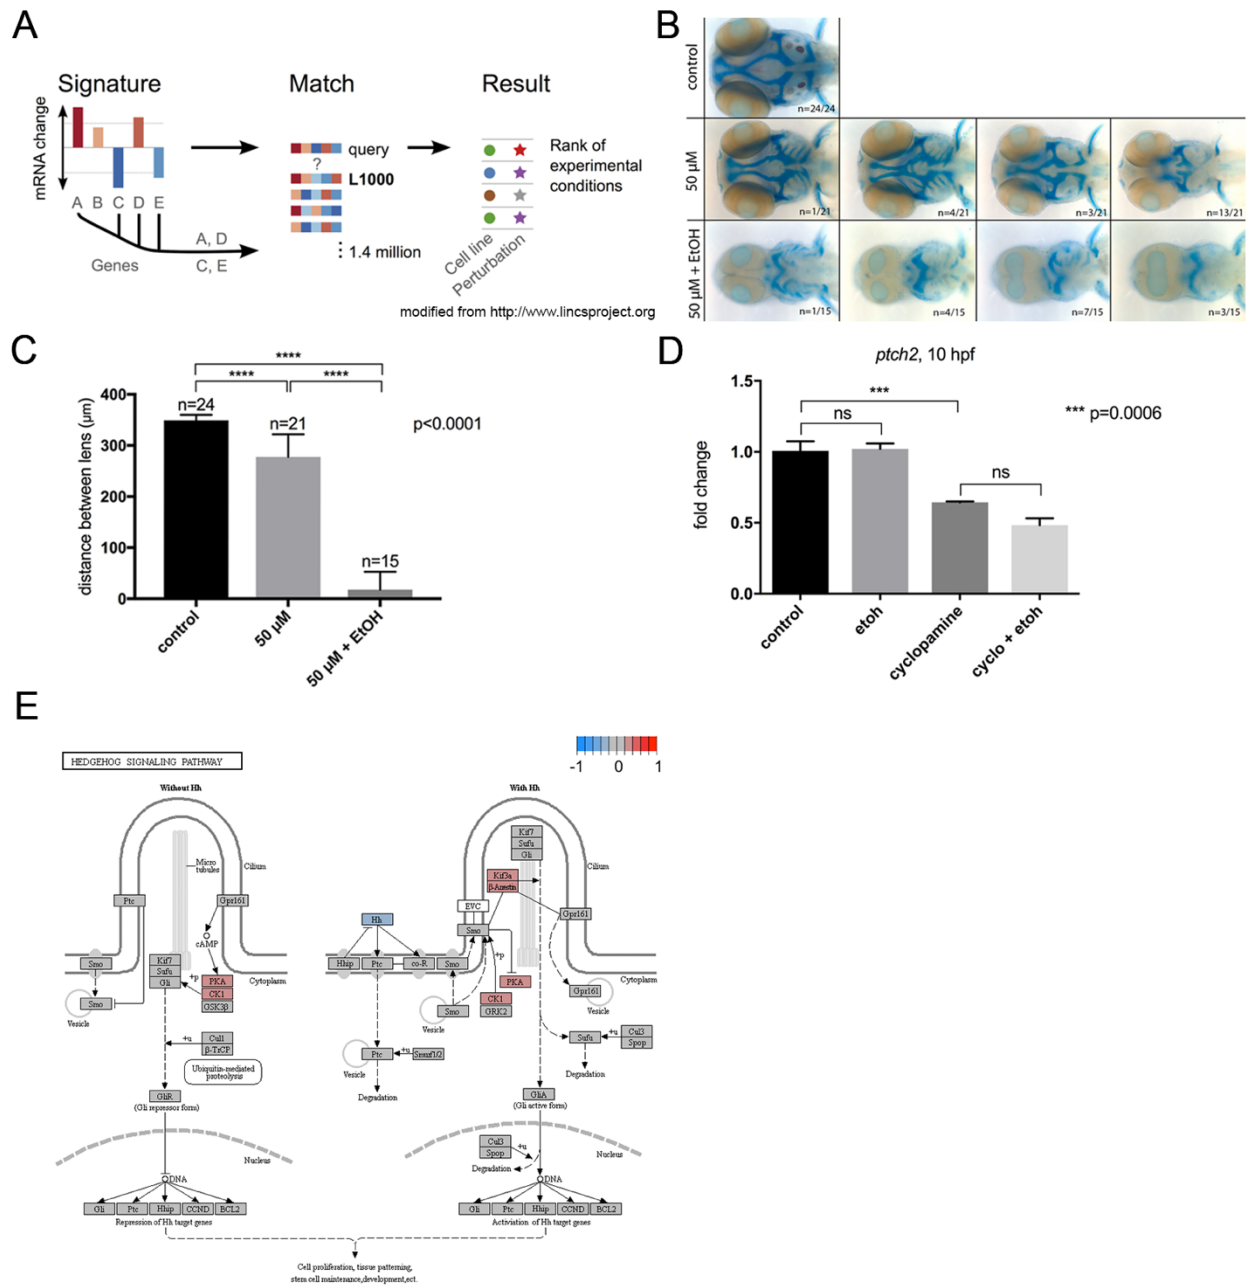 A
Signature
Match
Result
mRNA change
A B C D E
Genes
A, D
C, E
query
?
L1000
1.4 million
Rank of
experimental
conditions
Cell line
Perturbation
modified from http://www.lincsproject.org
B
control
n=24/24
50 µM
n=1/21
n=4/21
n=3/21
n=13/21
50 µM + EtOH
n=1/15
n=4/15
n=7/15
n=3/15
C
distance between lens (µm)
400
300
200
100
0
****
****
****
n=24
n=21
n=15
p<0.0001
control
50 µM
50 µM + EtOH
D
ptch2, 10 hpf
fold change
1.5
1.0
0.5
0.0
***
ns
ns
*** p=0.0006
control
etoh
cyclopamine
cyclo + etoh
E
HEDGEHOG SIGNALING PATHWAY
-1 0 1
Without Hh
Micro
tubules
Cilium
Ptc
Gpr161
cAMP
Smo
Kif7
Sufu
Gli
+p
PKA
CK1
GSK3β
Cytoplasm
Smo
Vesicle
+u
Cul1
β-TrCP
Ubiquitin-mediated
proteolysis
GliR
(Gli repressor form)
Nucleus
DNA
Gli
Ptc
Hhip
CCND
BCL2
Repression of Hh target genes
With Hh
Kif7
Sufu
Gli
Cilium
Kif3a
β-Arrestin
EVC
Smo
Gpr161
Hh
Hhip
Ptc
co-R
Smo
+p
PKA
Cytoplasm
CK1
GRK2
Smo
Vesicle
Gpr161
Vesicle
Ptc
+u
Smurf1/2
Vesicle
Degradation
Sufu
+u
Cul3
Spop
Degradation
GliA
(Gli active form)
Cul3
Spop
+u
Degradation
Nucleus
DNA
Gli
Ptc
Hhip
CCND
BCL2
Activiation of Hh target genes
Cell proliferation, tissue patterning,
stem cell maintenance,development,ect.